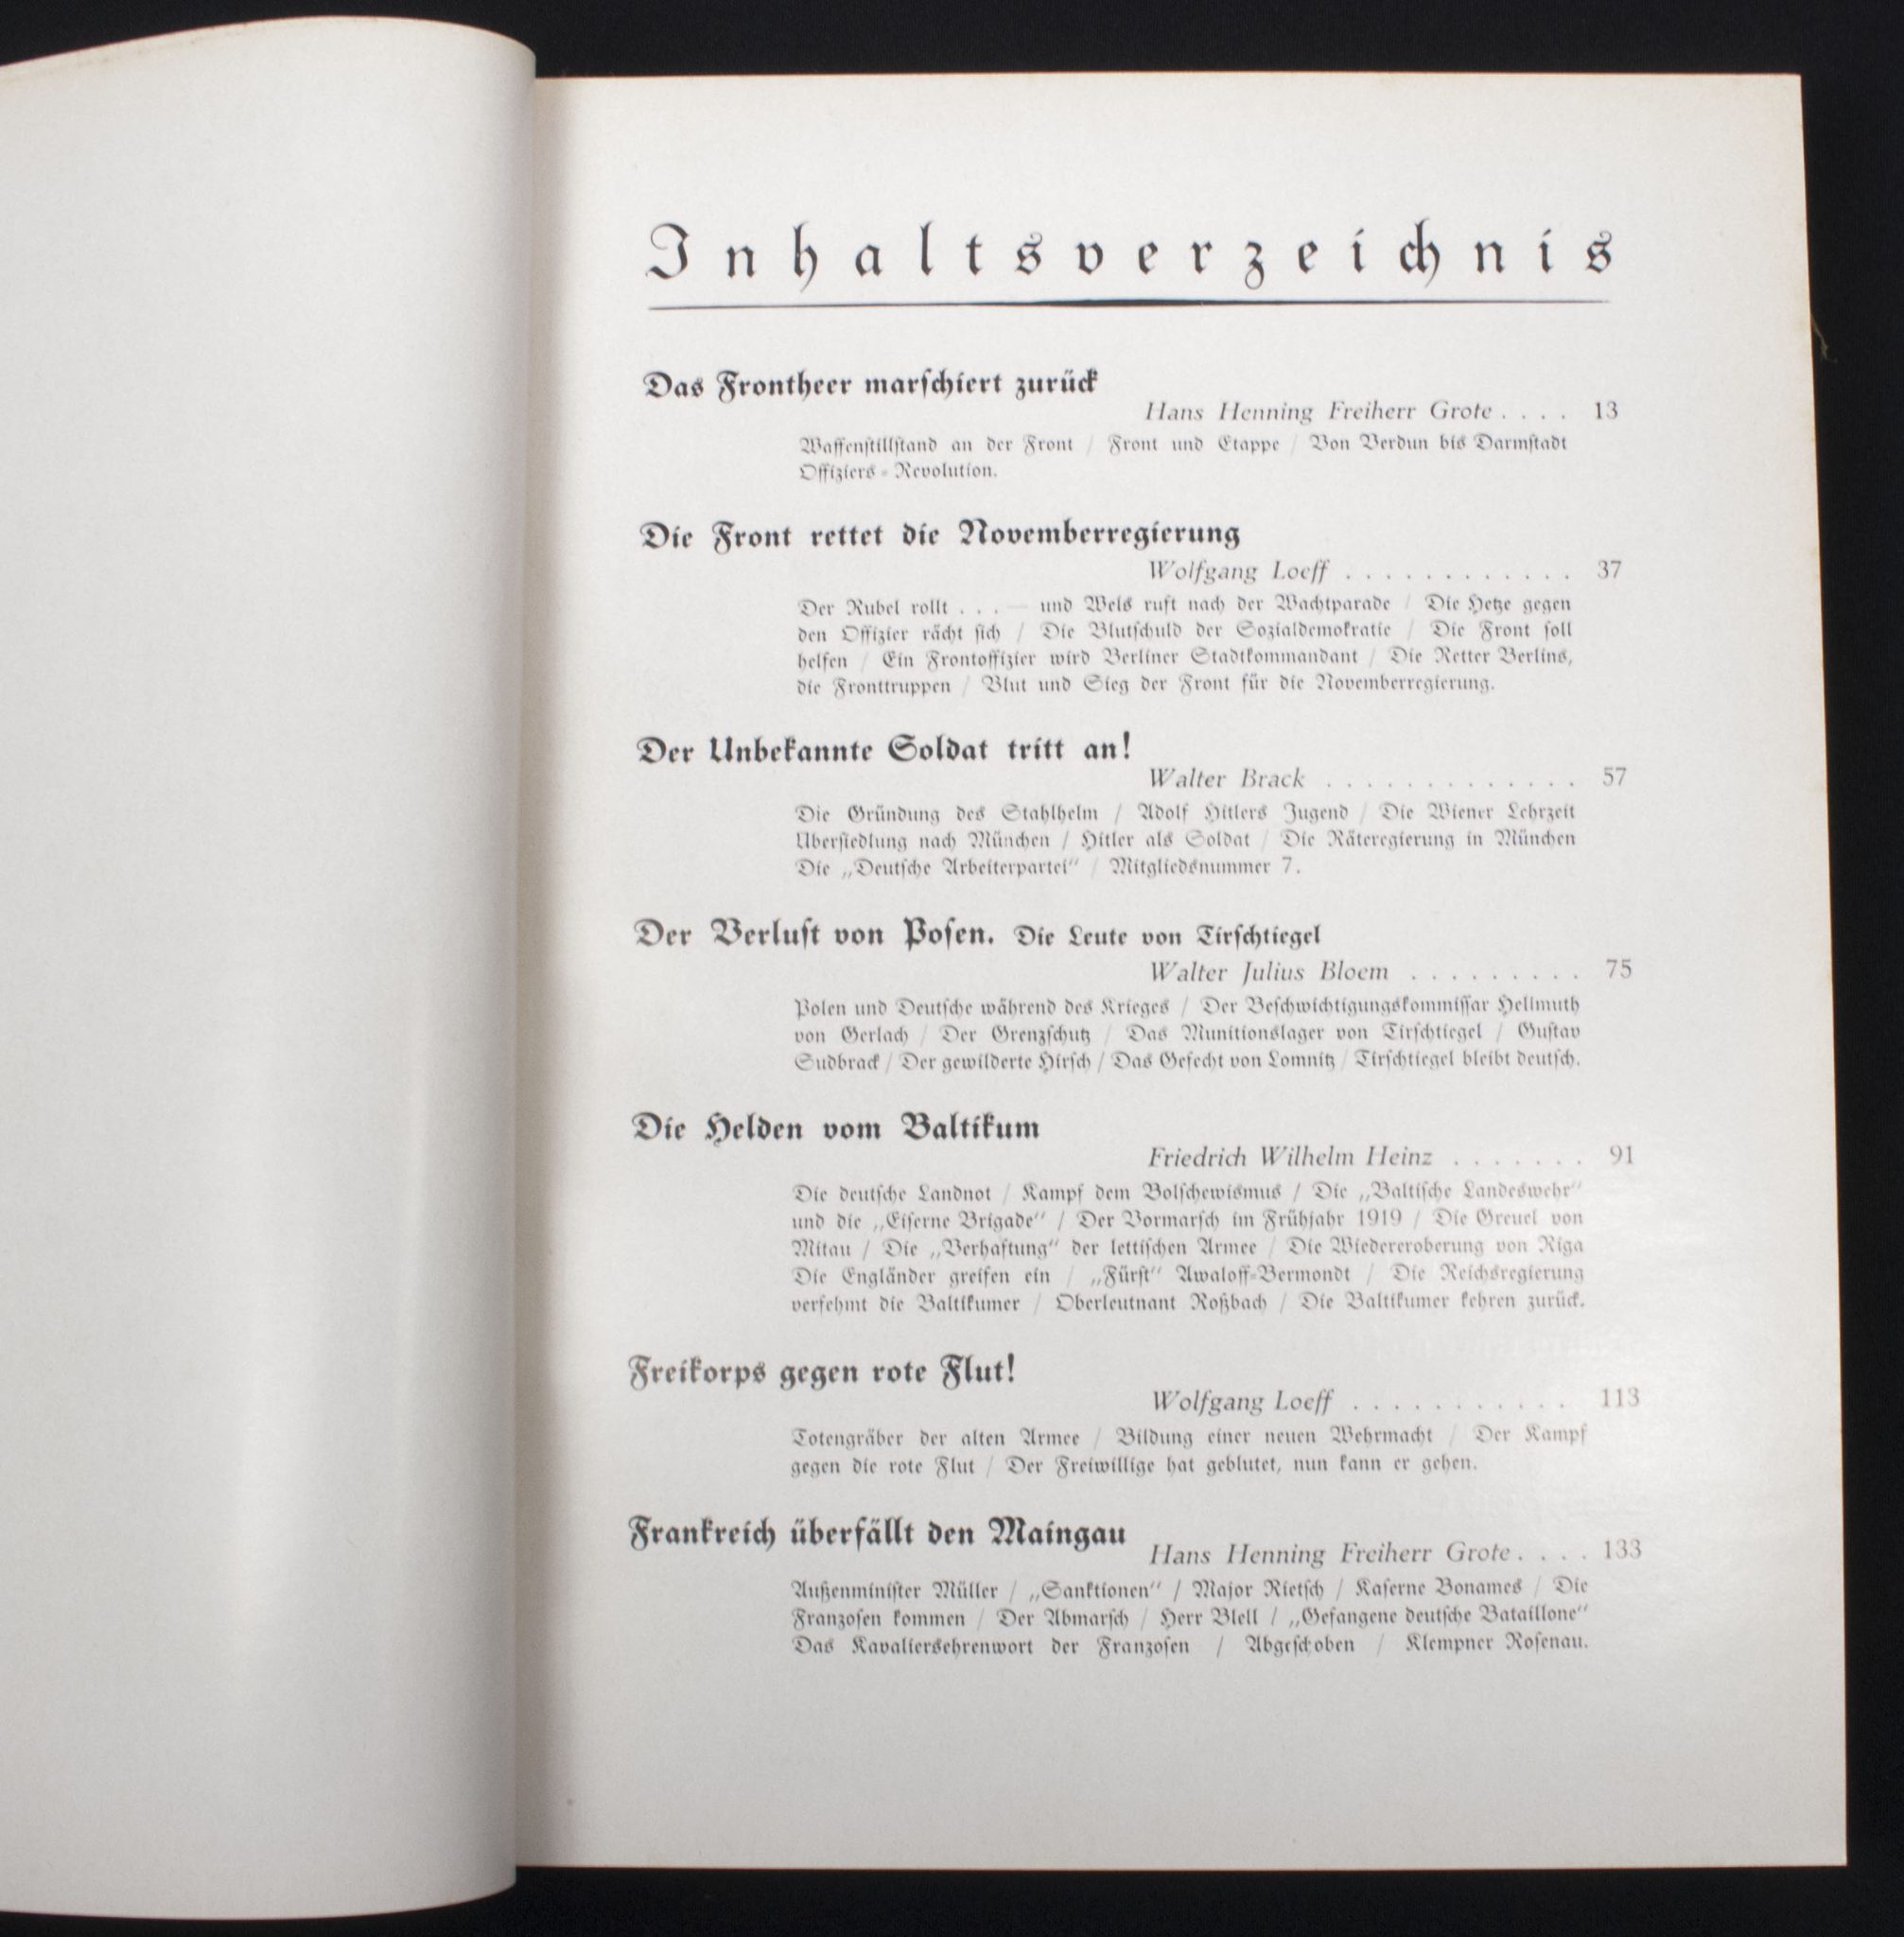 Inhaltsverzeichnis
Das Frontheer marschiert zurück
Hans Henning Freiherr Grote . . . . 13
Waffenstillstand an der Front / Front und Etappe / Von Verdun bis Darmstadt
Offiziers-Revolution.
Die Front rettet die Novemberregierung
Wolfgang Loeff . . . . . . . . . . . . 37
Der Rubel rollt . . . — und Wels ruft nach der Wachtparade / Die Hetze gegen
den Offizier rächt sich / Die Blutschuld der Sozialdemokratie / Die Front soll
helfen / Ein Frontoffizier wird Berliner Stadtkommandant / Die Retter Berlins,
die Fronttruppen / Blut und Sieg der Front für die Novemberregierung.
Der Unbekannte Soldat tritt an!
Walter Brack . . . . . . . . . . . . . 57
Die Gründung des Stahlhelm / Adolf Hitlers Jugend / Die Wiener Lehrzeit
Übersiedlung nach München / Hitler als Soldat / Die Räteregierung in München
Die „Deutsche Arbeiterpartei“ / Mitgliedsnummer 7.
Der Verlust von Posen. Die Leute von Tirschtiegel
Walter Julius Bloem . . . . . . . . . 75
Polen und Deutsche während des Krieges / Der Beschwichtigungskommissar Hellmuth
von Gerlach / Der Grenzschutz / Das Munitionslager von Tirschtiegel / Gustav
Sudbrack / Der gewilderte Hirsch / Das Gefecht von Lomnitz / Tirschtiegel bleibt deutsch.
Die Helden vom Baltikum
Friedrich Wilhelm Heinz . . . . . . . 91
Die deutsche Landnot / Kampf dem Bolschewismus / Die „Baltische Landeswehr“
und die „Eiserne Brigade“ / Der Vormarsch im Frühjahr 1919 / Die Greuel von
Mitau / Die „Verhaftung“ der lettischen Armee / Die Wiedereroberung von Riga
Die Engländer greifen ein / „Fürst“ Awaloff-Bermondt / Die Reichsregierung
verfehmt die Baltikumer / Oberleutnant Roßbach / Die Baltikumer kehren zurück.
Freikorps gegen rote Flut!
Wolfgang Loeff . . . . . . . . . . . 113
Totengräber der alten Armee / Bildung einer neuen Wehrmacht / Der Kampf
gegen die rote Flut / Der Freiwillige hat geblutet, nun kann er gehen.
Frankreich überfällt den Maingau
Hans Henning Freiherr Grote . . . . 133
Außenminister Müller / „Sanktionen“ / Major Rietsch / Kaserne Bonames / Die
Franzosen kommen / Der Abmarsch / Herr Blell / „Gefangene deutsche Bataillone“
Das Kavaliersehrenwort der Franzosen / Abgeschoben / Klempner Rosenau.